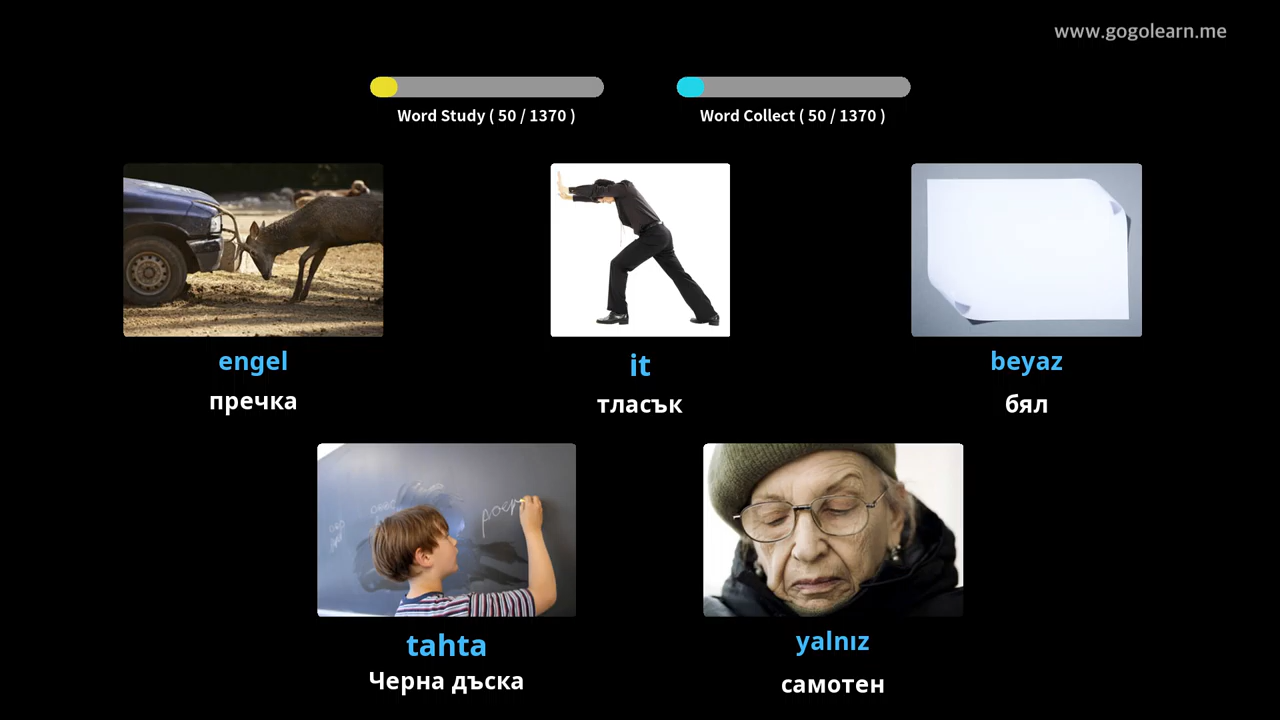 www.gogolearn.me
Word Study ( 50 / 1370 )
Word Collect ( 50 / 1370 )
engel
пречка
it
тласък
beyaz
бял
poem
tahta
Черна дъска
yalnız
самотен